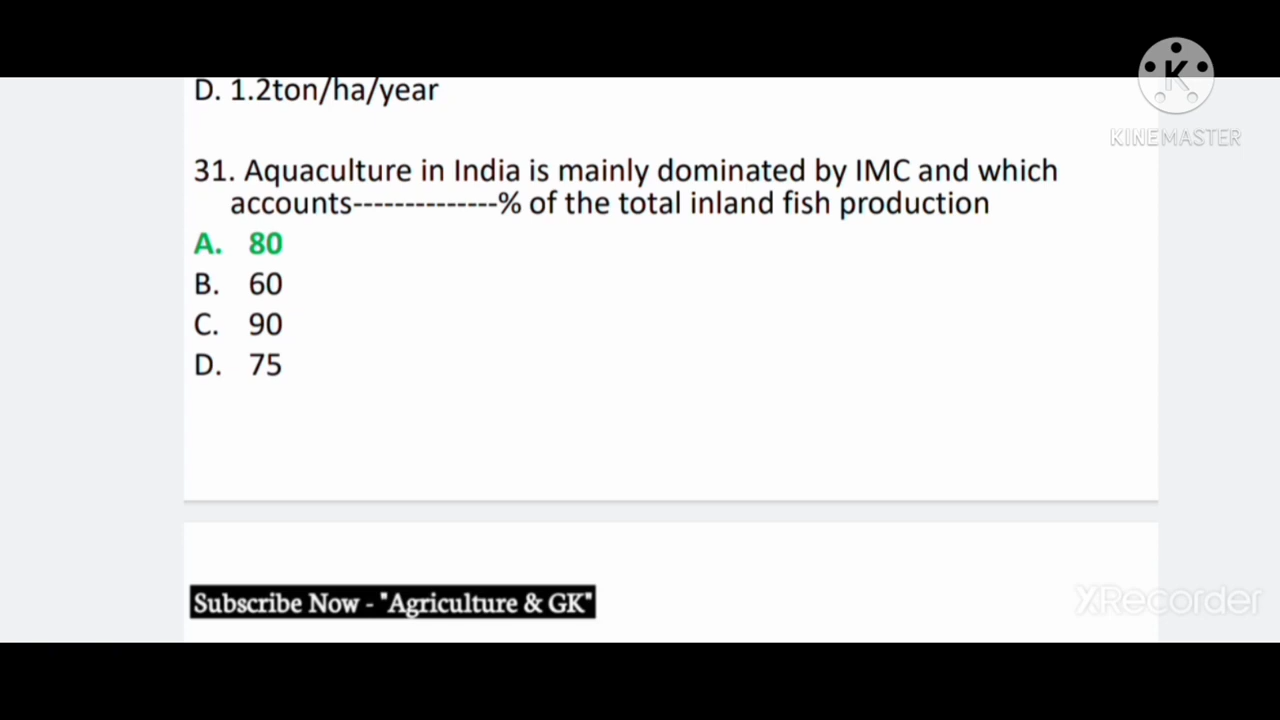 D. 1.2ton/ha/year
K
KINEMASTER
31. Aquaculture in India is mainly dominated by IMC and which
accounts--------------% of the total inland fish production
A. 80
B. 60
C. 90
D. 75
Subscribe Now - "Agriculture & GK"
XRecorder